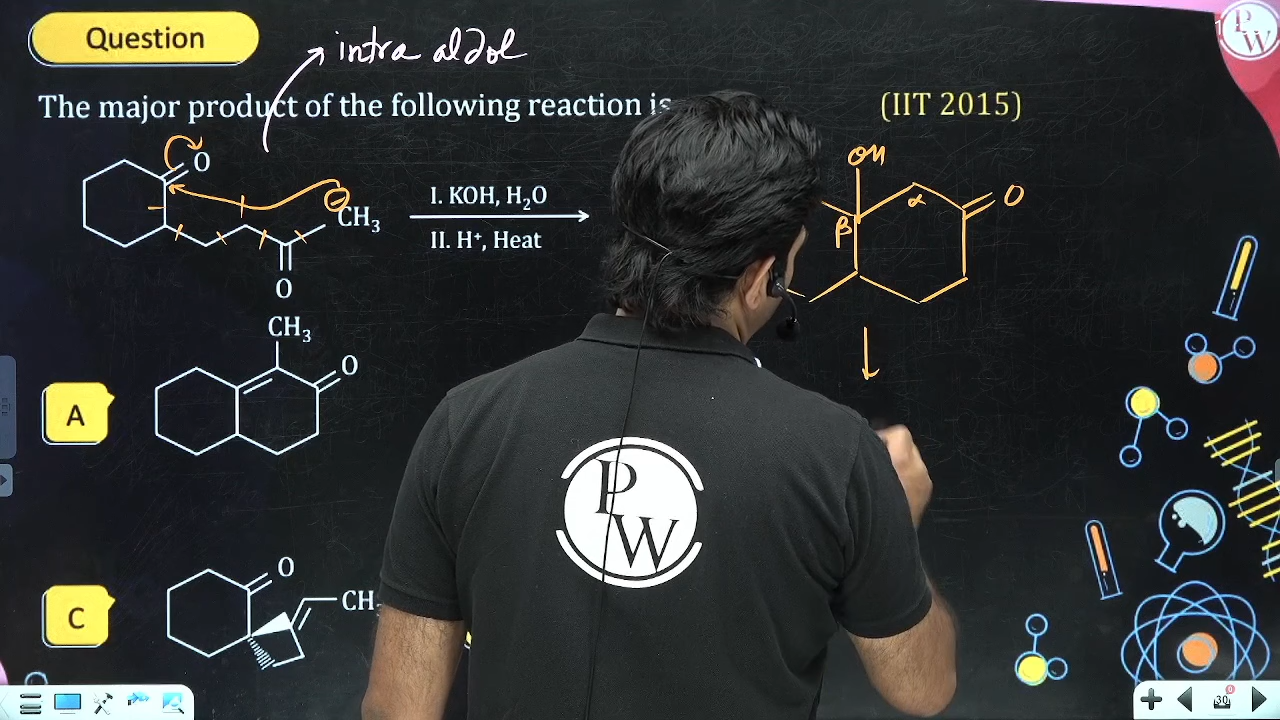 Question
intra aldol
The major product of the following reaction is
(IIT 2015)
O
CH₃
O
I. KOH, H₂O
II. H⁺, Heat
OH
α
β
O
CH₃
O
A
O
CH
C
PW
PW
30